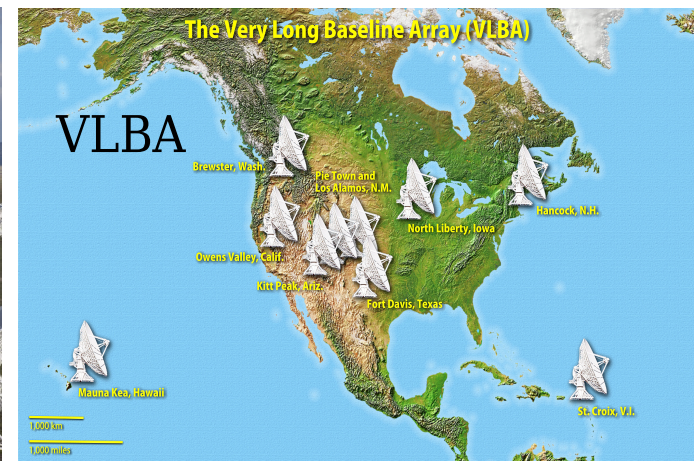 The Very Long Baseline Array (VLBA)
VLBA
Brewster, Wash.
Pie Town and
Los Alamos, N.M.
Hancock, N.H.
North Liberty, Iowa
Owens Valley, Calif.
Kitt Peak, Ariz.
Fort Davis, Texas
Mauna Kea, Hawaii
St. Croix, V.I.
1,000 km
1,000 miles